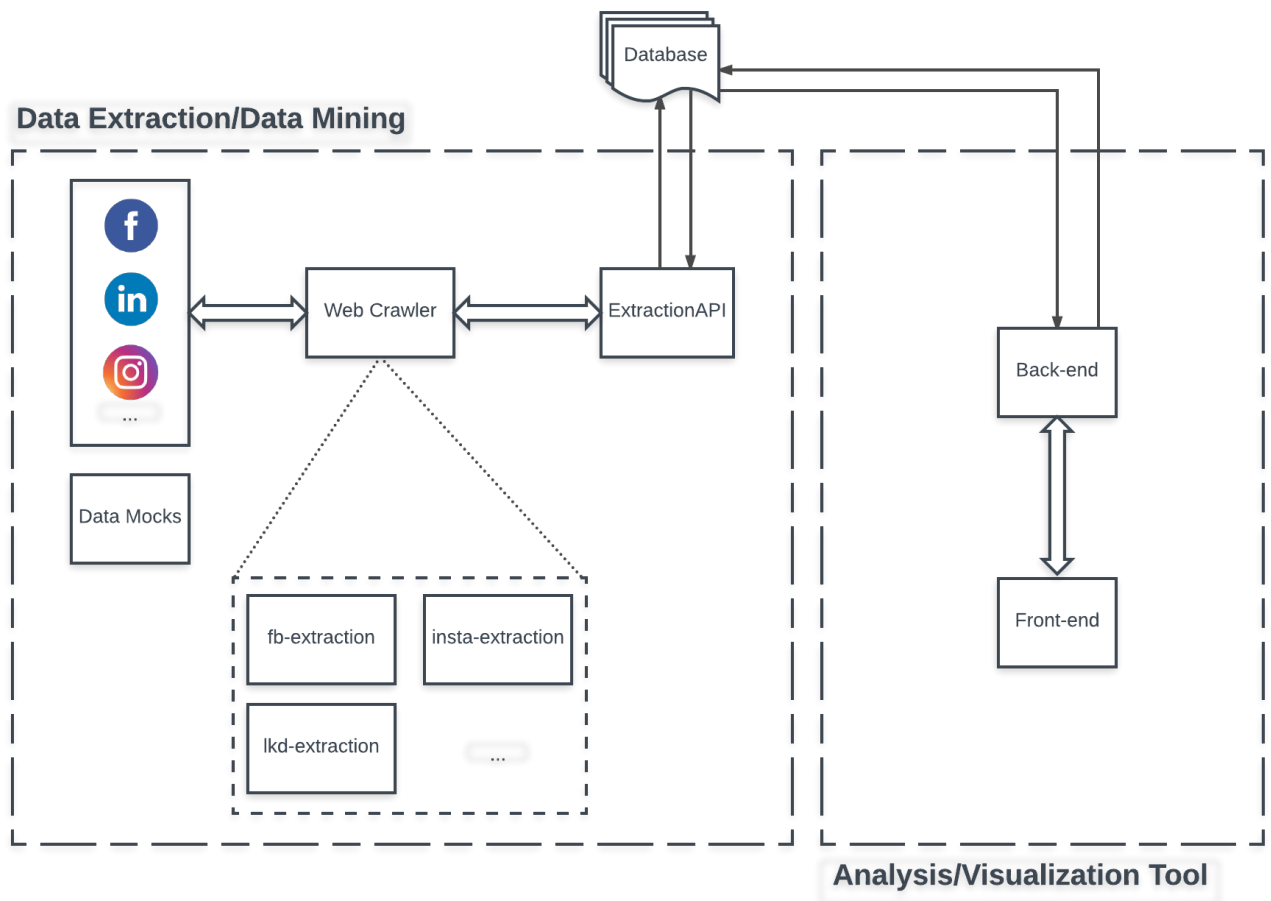 Database
Data Extraction/Data Mining
f
in
...
Web Crawler
ExtractionAPI
Back-end
Data Mocks
fb-extraction
insta-extraction
Front-end
lkd-extraction
...
Analysis/Visualization Tool